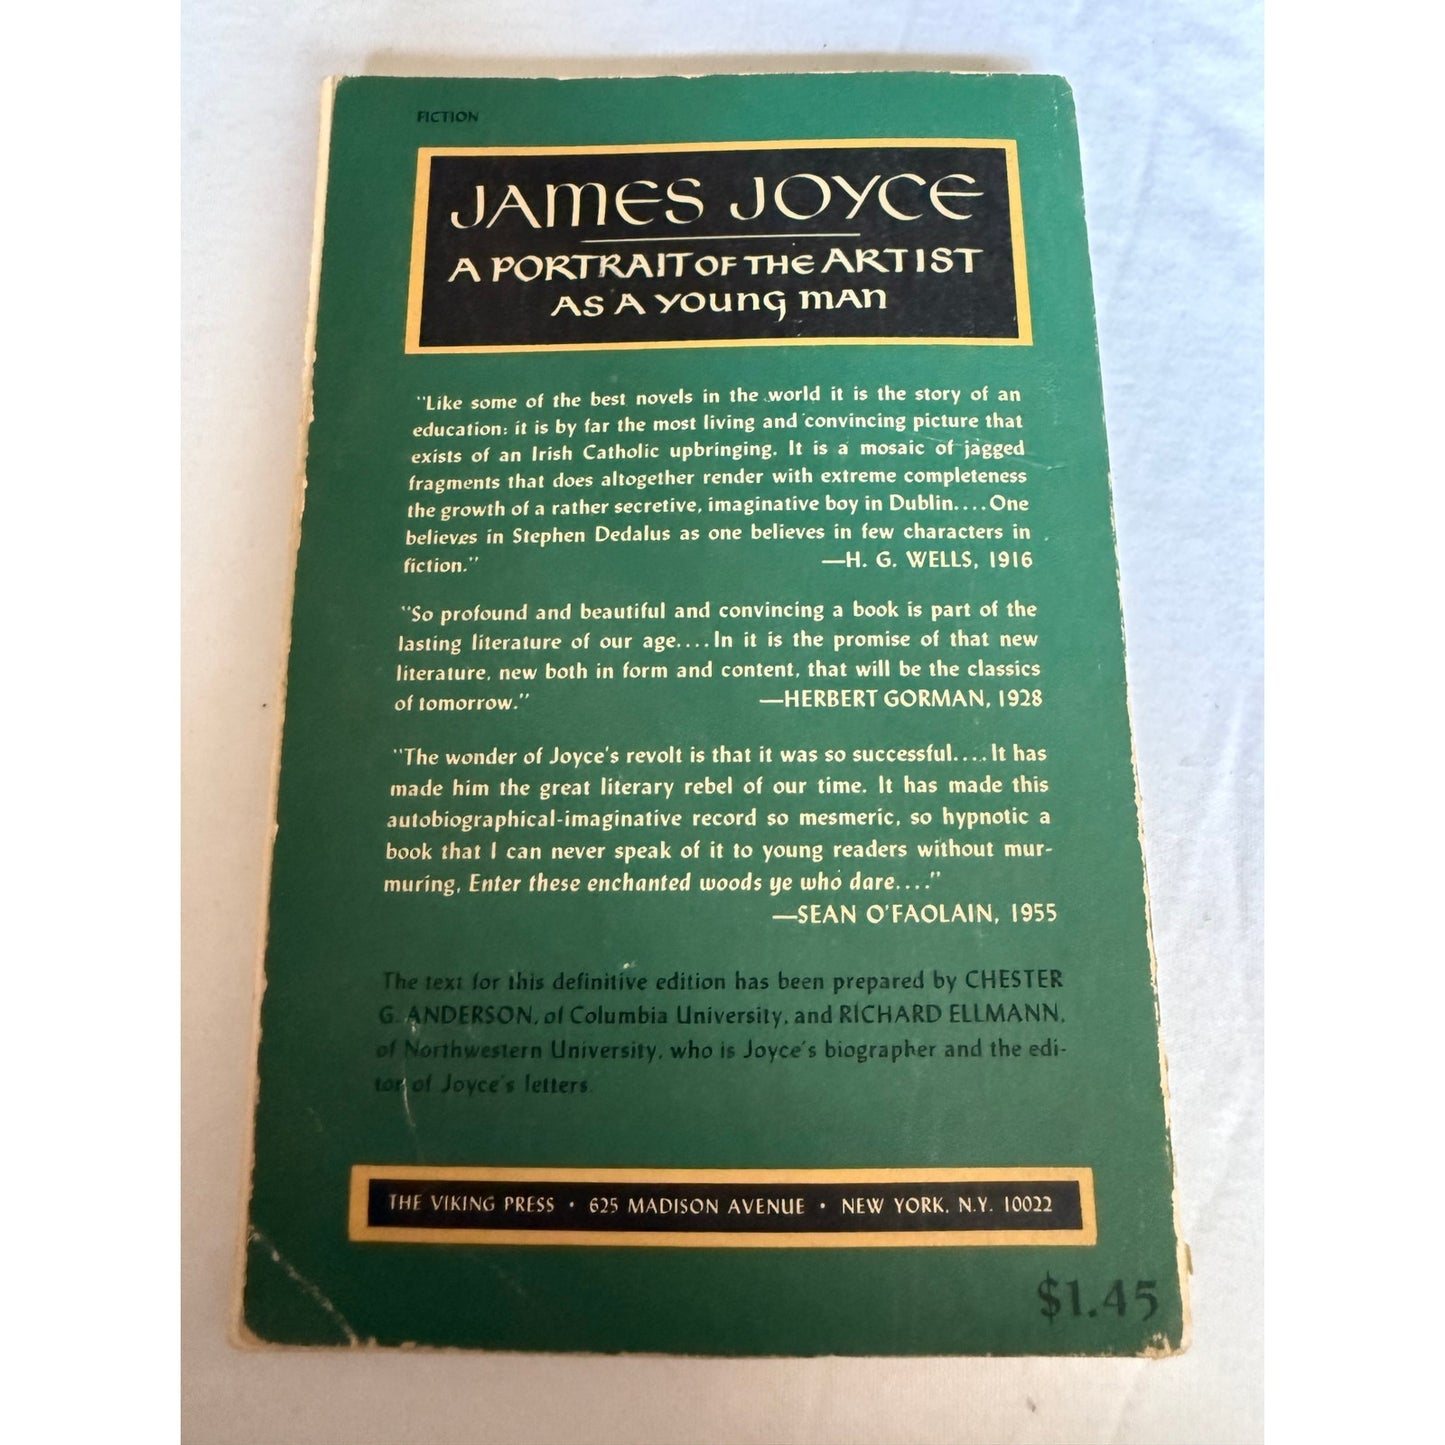 FICTION
JAMES JOYCE
A PORTRAIT OF THE ARTIST
AS A YOUNG MAN
"Like some of the best novels in the world it is the story of an
education: it is by far the most living and convincing picture that
exists of an Irish Catholic upbringing. It is a mosaic of jagged
fragments that does altogether render with extreme completeness
the growth of a rather secretive, imaginative boy in Dublin....One
believes in Stephen Dedalus as one believes in few characters in
fiction." —H. G. WELLS, 1916
"So profound and beautiful and convincing a book is part of the
lasting literature of our age....In it is the promise of that new
literature, new both in form and content, that will be the classics
of tomorrow." —HERBERT GORMAN, 1928
"The wonder of Joyce's revolt is that it was so successful....It has
made him the great literary rebel of our time. It has made this
autobiographical-imaginative record so mesmeric, so hypnotic a
book that I can never speak of it to young readers without mur-
muring, Enter these enchanted woods ye who dare...."
—SEAN O'FAOLAIN, 1955
The text for this definitive edition has been prepared by CHESTER
G. ANDERSON, of Columbia University, and RICHARD ELLMANN,
of Northwestern University, who is Joyce's biographer and the edi-
tor of Joyce's letters.
THE VIKING PRESS • 625 MADISON AVENUE • NEW YORK, N.Y. 10022
$1.45